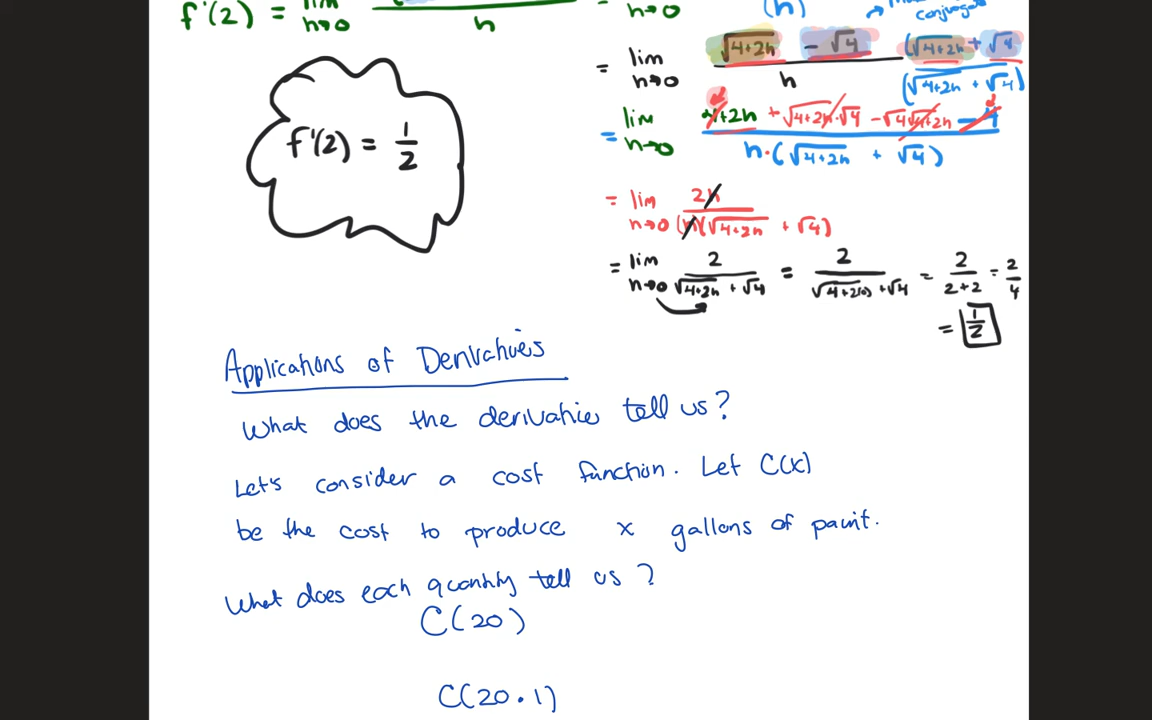 f'(2) = lim h→0 h
= h→0 (h) → conjugate
= lim h→0 √4+2h - √4 / h (√4+2h + √4) / (√4+2h + √4)
= lim h→0 4+2h + √4+2h·√4 - √4√4+2h - 4 / h·(√4+2h + √4)
f'(2) = 1/2
= lim h→0 2h / (h)(√4+2h + √4)
= lim h→0 2 / √4+2h + √4 = 2 / √4+2(0) + √4 = 2 / 2+2 = 2/4
= 1/2
Applications of Derivatives
What does the derivative tell us?
Let's consider a cost function. Let C(x)
be the cost to produce x gallons of paint.
What does each quantity tell us?
C(20)
C(20.1)